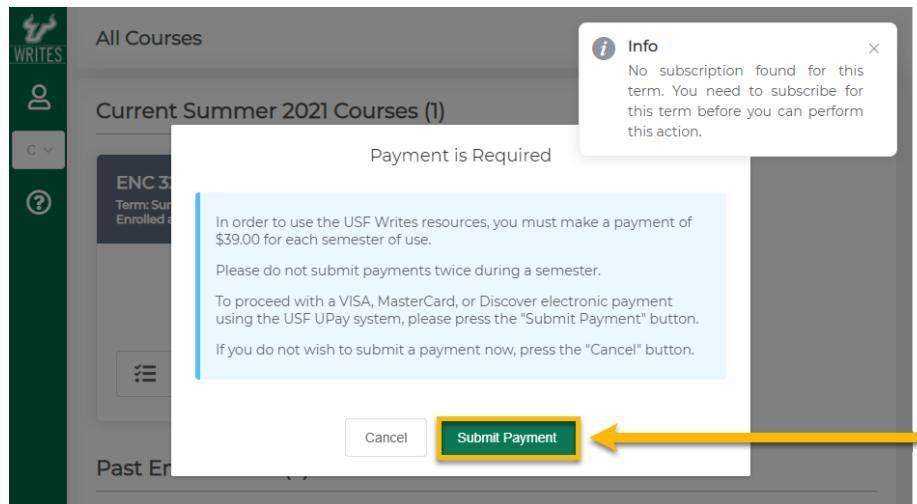 WRITES
All Courses
Info
No subscription found for this
term. You need to subscribe for
this term before you can perform
this action.
C
Current Summer 2021 Courses (1)
Payment is Required
ENC
Term:
Enrolled
In order to use the USF Writes resources, you must make a payment of
$39.00 for each semester of use.
Please do not submit payments twice during a semester.
To proceed with a VISA, MasterCard, or Discover electronic payment
using the USF UPay system, please press the "Submit Payment" button.
If you do not wish to submit a payment now, press the "Cancel" button.
Cancel
Submit Payment
Past